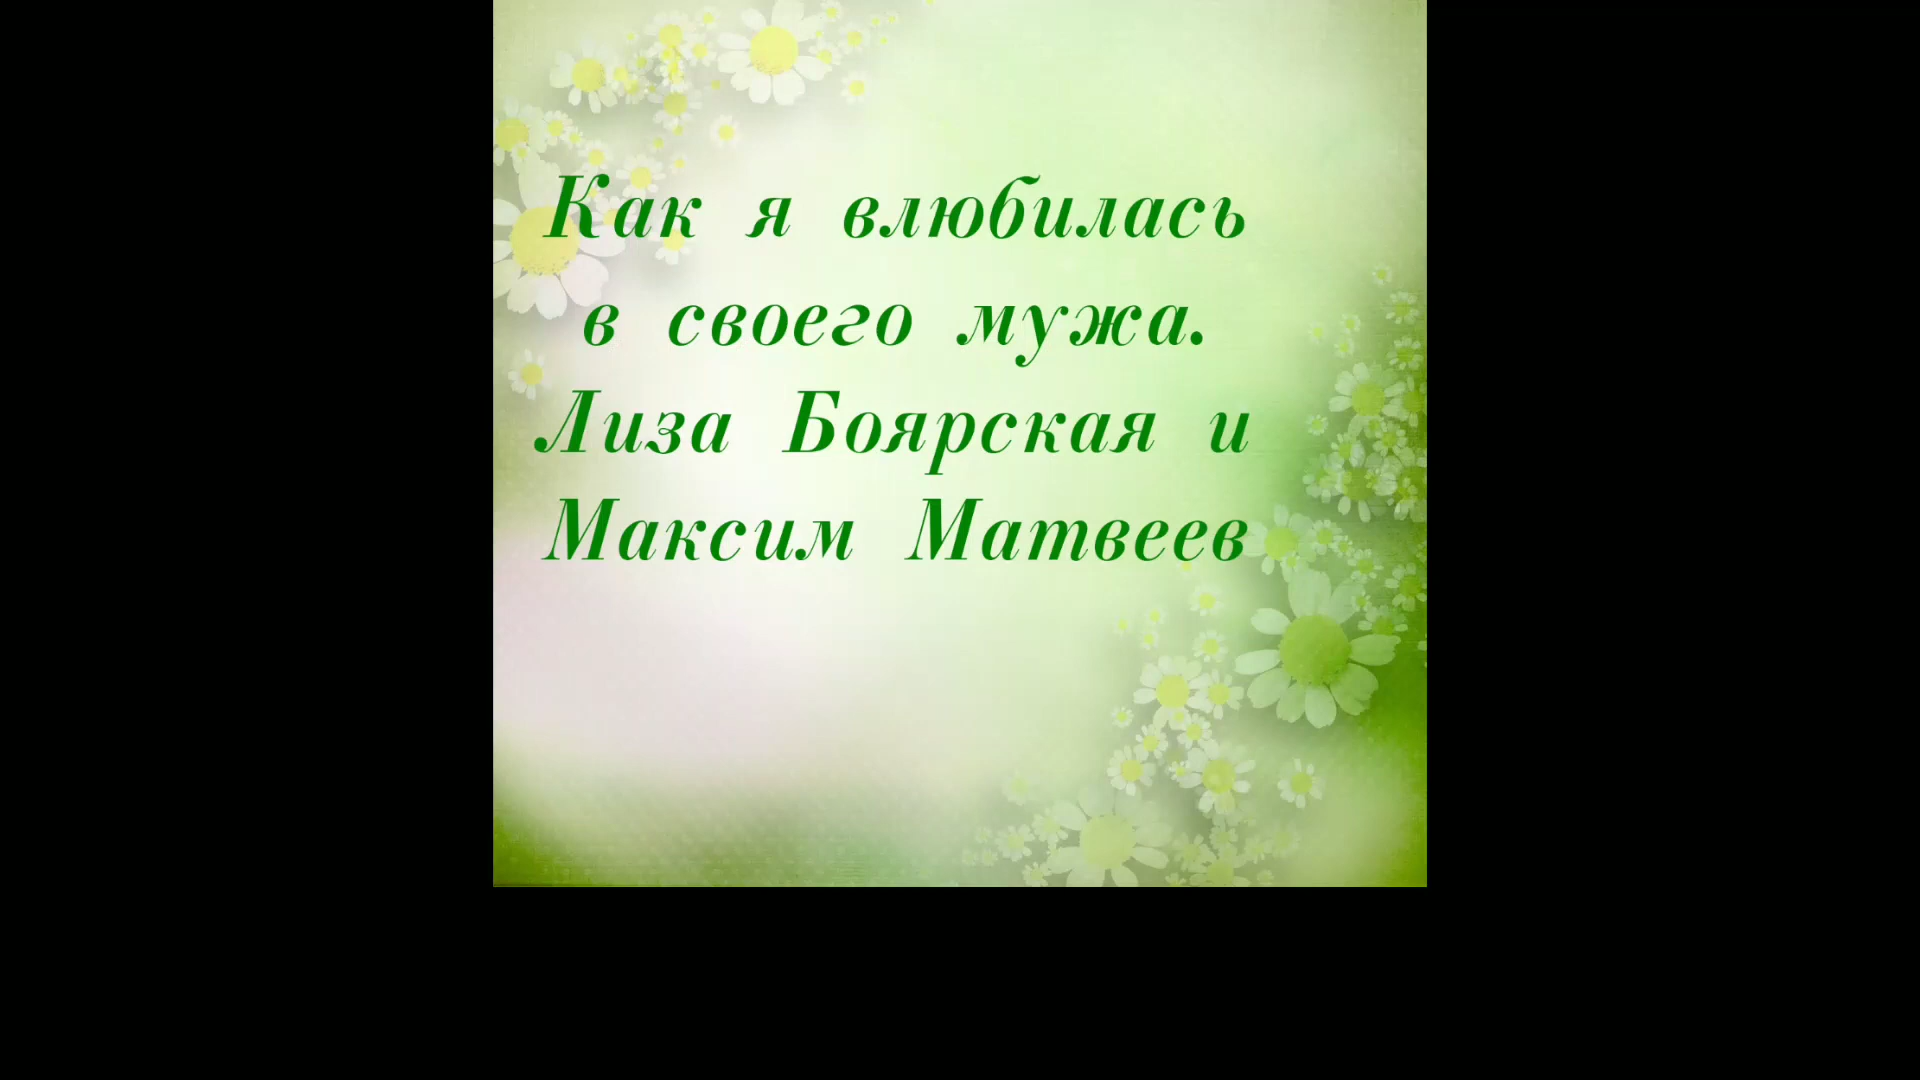 Как я влюбилась
в своего мужа.
Лиза Боярская и
Максим Матвеев